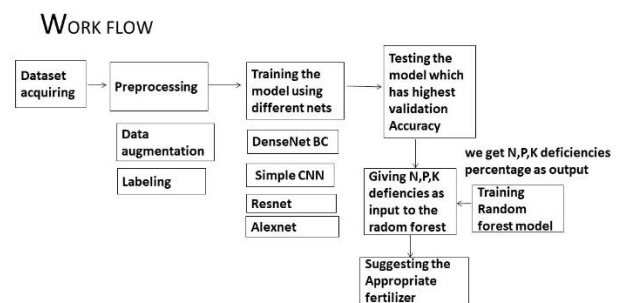 WORK FLOW
Dataset
acquiring
Preprocessing
Data
augmentation
Labeling
Training the
model using
different nets
DenseNet BC
Simple CNN
Resnet
Alexnet
Testing the
model which
has highest
validation
Accuracy
we get N,P,K deficiencies
percentage as output
Giving N,P,K
defiencies as
input to the
radom forest
Training
Random
forest model
Suggesting the
Appropriate
fertilizer